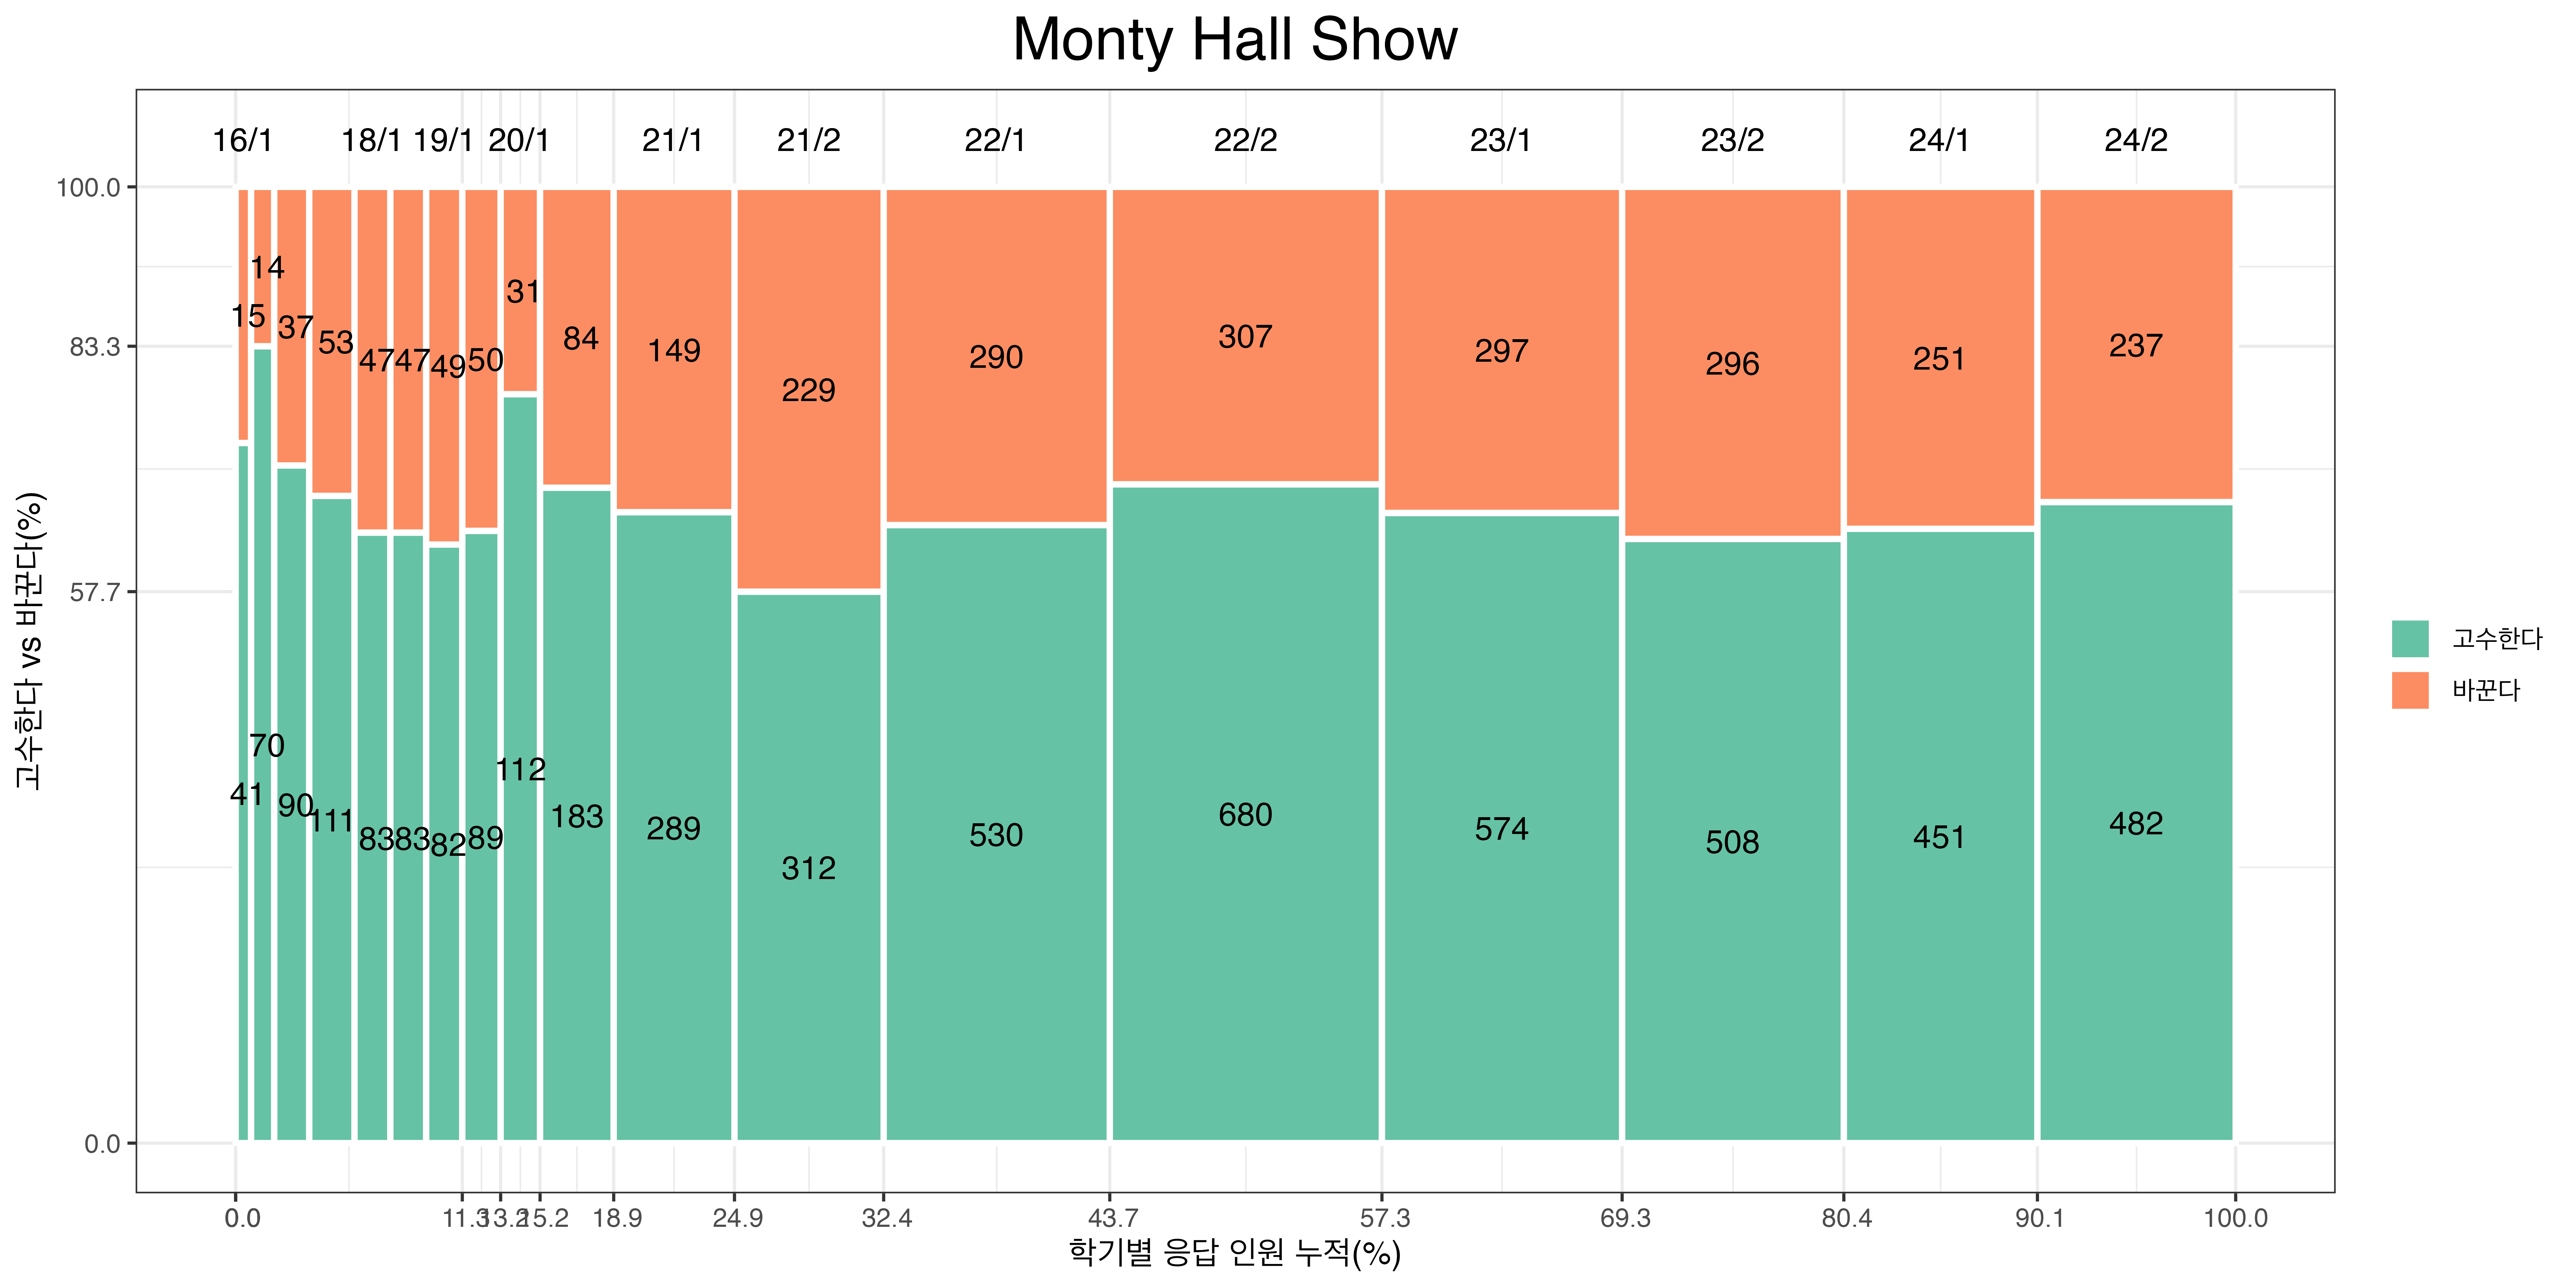 Monty Hall Show
16/1 18/1 19/1 20/1 21/1 21/2 22/1 22/2 23/1 23/2 24/1 24/2
100.0
83.3
57.7
0.0
고수한다 vs 바꾼다(%)
15 14 37 53 47 47 49 50 31 84 149 229 290 307 297 296 251 237
41 70 90 111 83 83 82 89 112 183 289 312 530 680 574 508 451 482
0.0 11.3 13.2 15.2 18.9 24.9 32.4 43.7 57.3 69.3 80.4 90.1 100.0
학기별 응답 인원 누적(%)
고수한다
바꾼다